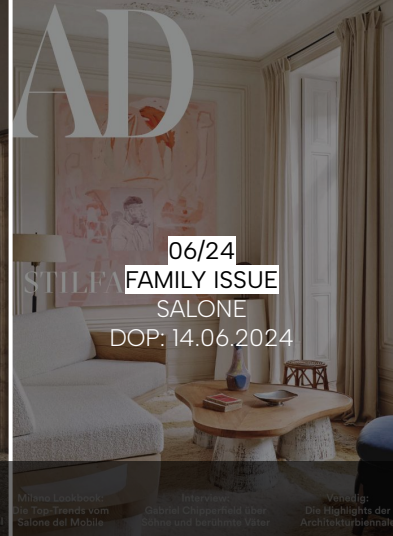 AD
06/24
STILFA
FAMILY ISSUE
SALONE
DOP: 14.06.2024
Milano Lookbook:
Die Top-Trends vom
Salone del Mobile
Interview:
Gabriel Chipperfield über
Söhne und berühmte Väter
Venedig:
Die Highlights der
Architekturbiennale